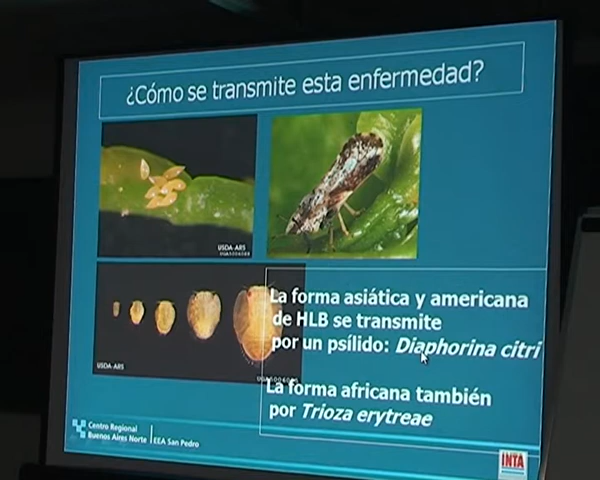 ¿Cómo se transmite esta enfermedad?
USDA-ARS
La forma asiática y americana
de HLB se transmite
por un psílido: Diaphorina citri
USDA-ARS
La forma africana también
por Trioza erytreae
Centro Regional
Buenos Aires Norte
EEA San Pedro
INTA